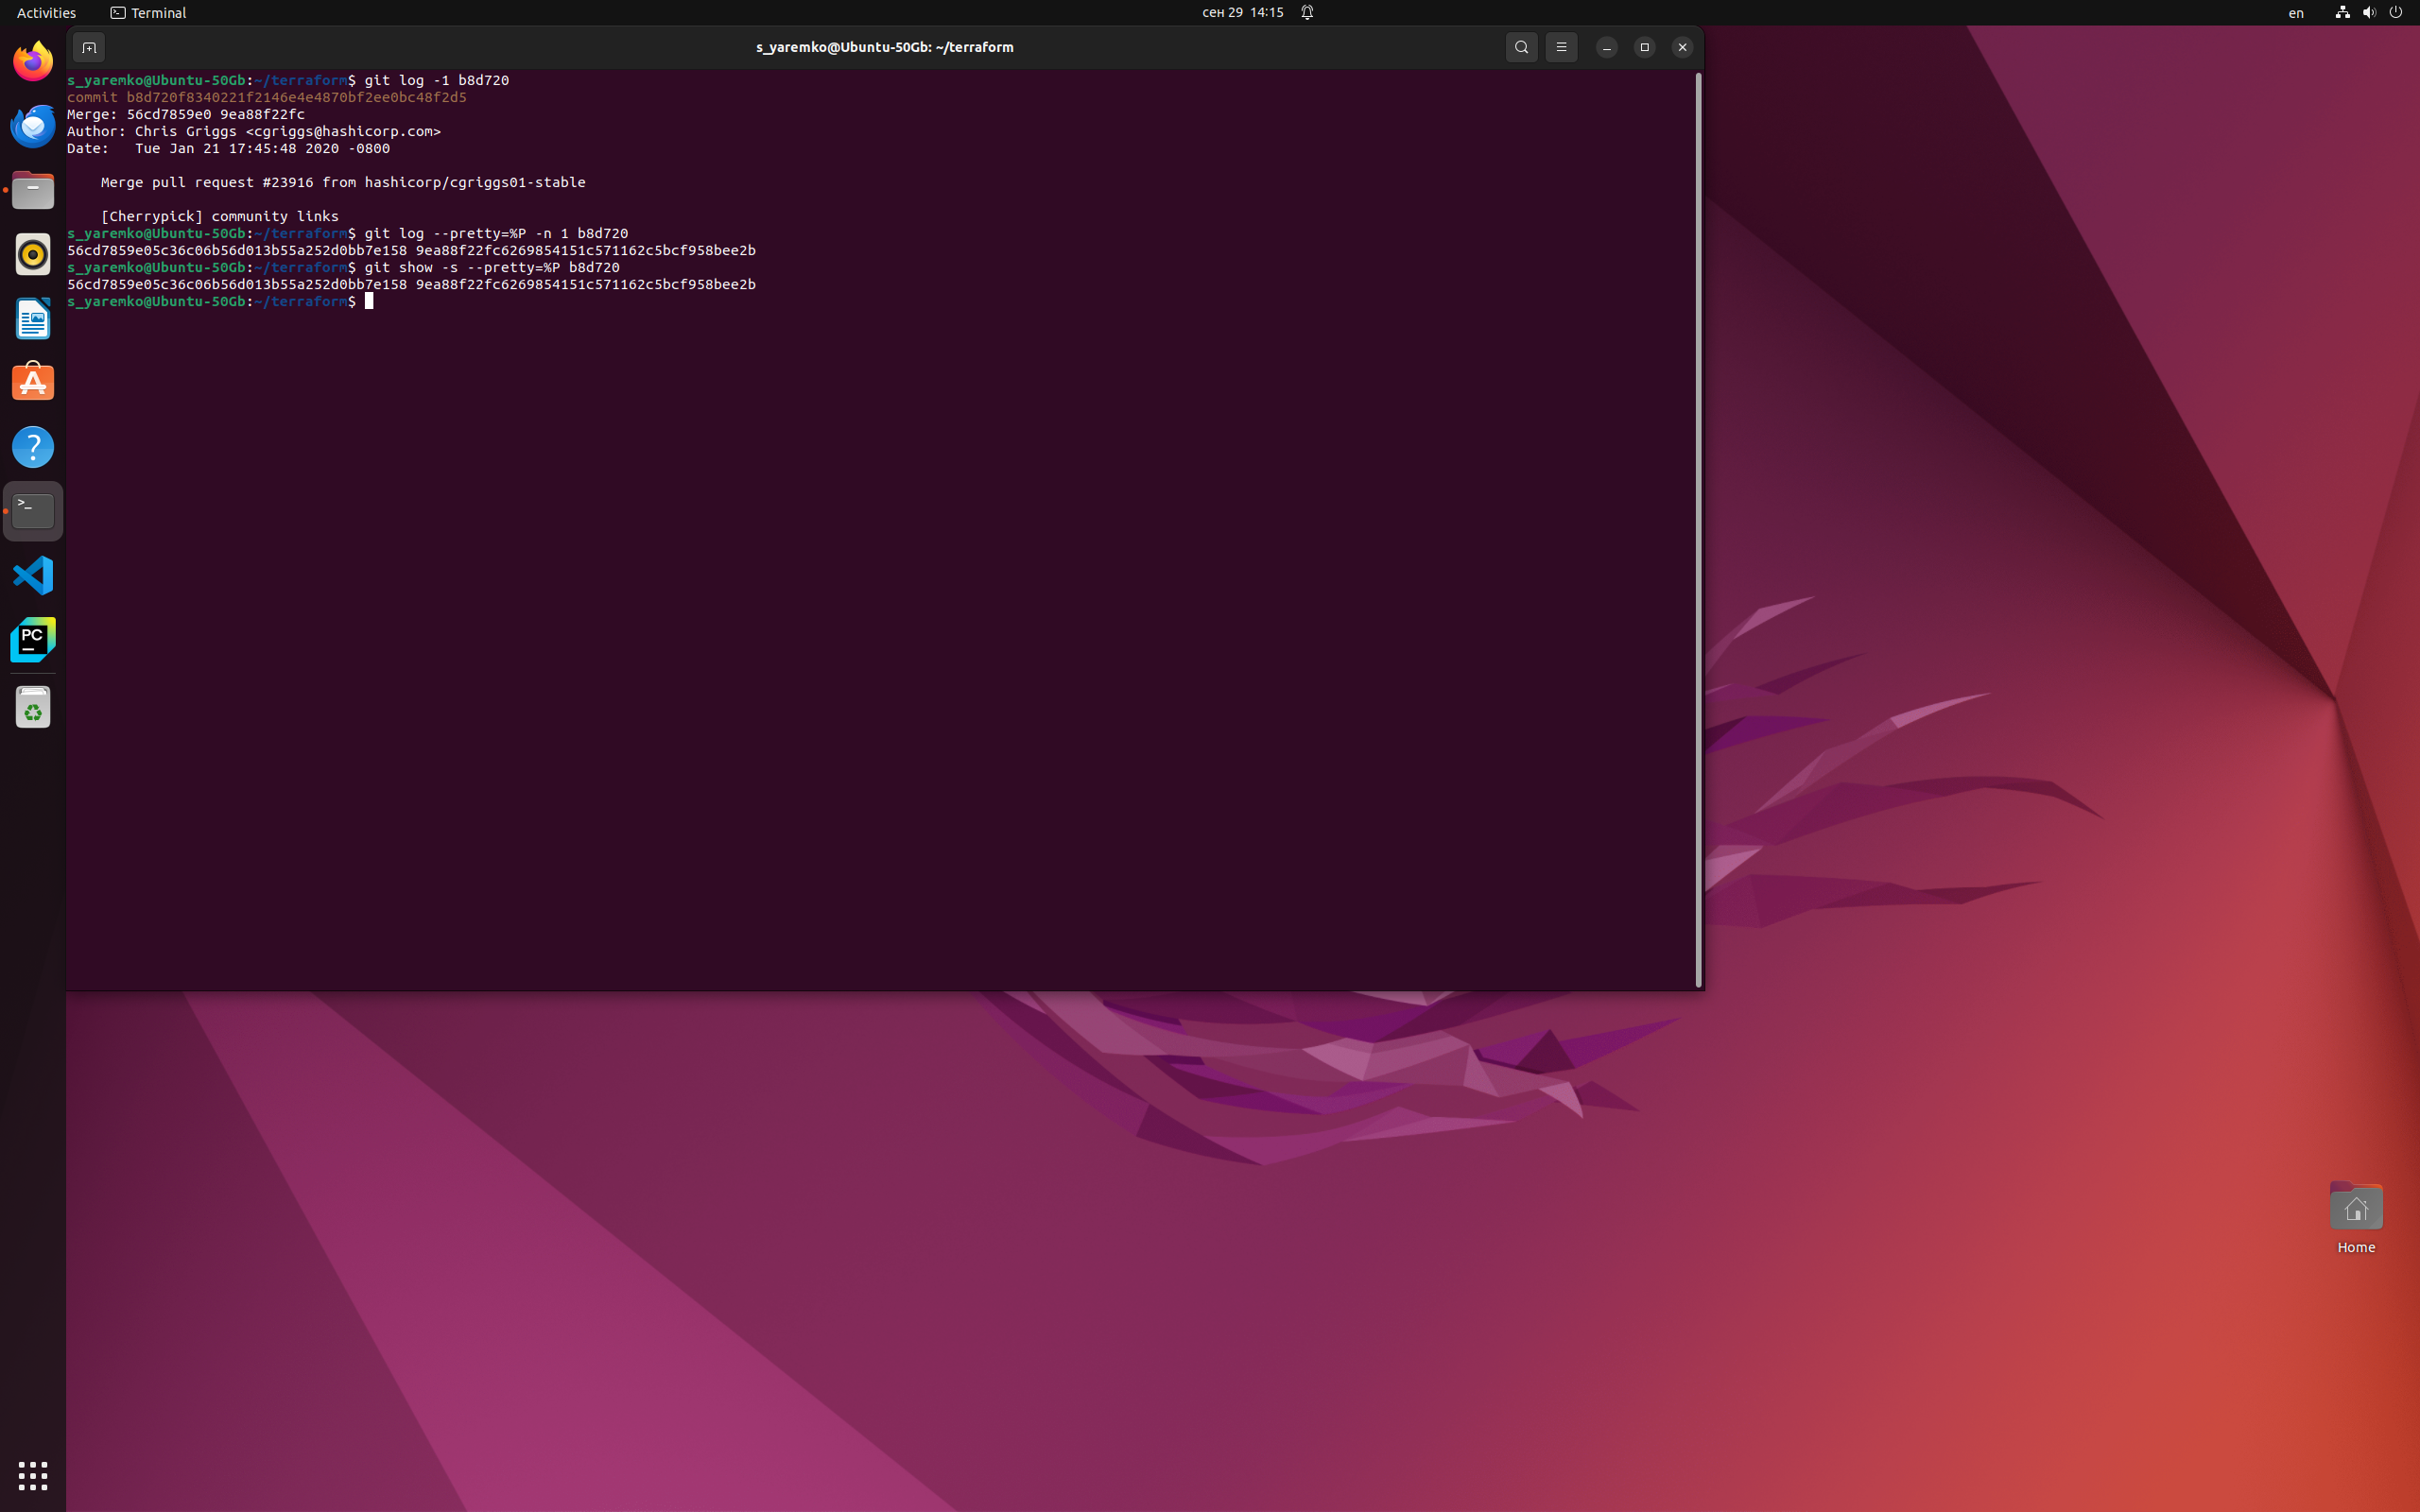 Activities
Terminal
сен 29 14:15
en
s_yaremko@Ubuntu-50Gb: ~/terraform
s_yaremko@Ubuntu-50Gb:~/terraform$ git log -1 b8d720
commit b8d720f8340221f2146e4e4870bf2ee0bc48f2d5
Merge: 56cd7859e0 9ea88f22fc
Author: Chris Griggs <cgriggs@hashicorp.com>
Date:   Tue Jan 21 17:45:48 2020 -0800
    Merge pull request #23916 from hashicorp/cgriggs01-stable
    [Cherrypick] community links
s_yaremko@Ubuntu-50Gb:~/terraform$ git log --pretty=%P -n 1 b8d720
56cd7859e05c36c06b56d013b55a252d0bb7e158 9ea88f22fc6269854151c571162c5bcf958bee2b
s_yaremko@Ubuntu-50Gb:~/terraform$ git show -s --pretty=%P b8d720
56cd7859e05c36c06b56d013b55a252d0bb7e158 9ea88f22fc6269854151c571162c5bcf958bee2b
s_yaremko@Ubuntu-50Gb:~/terraform$
PC
Home